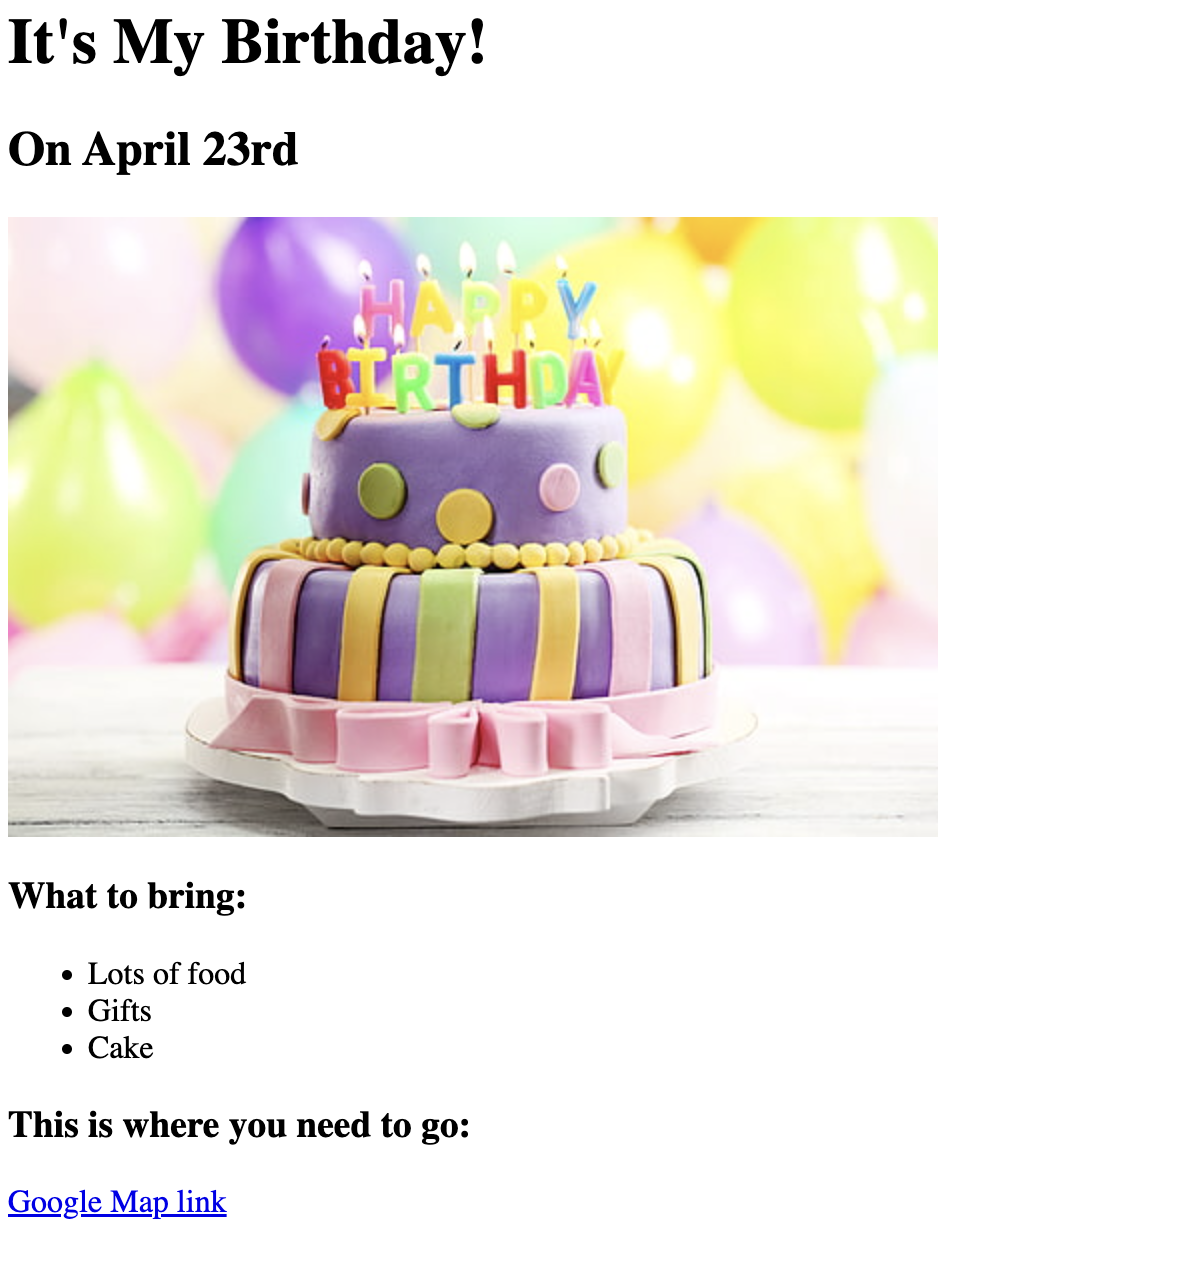 It's My Birthday!
On April 23rd
HAPPY
BIRTHDAY
What to bring:
Lots of food
Gifts
Cake
This is where you need to go:
Google Map link